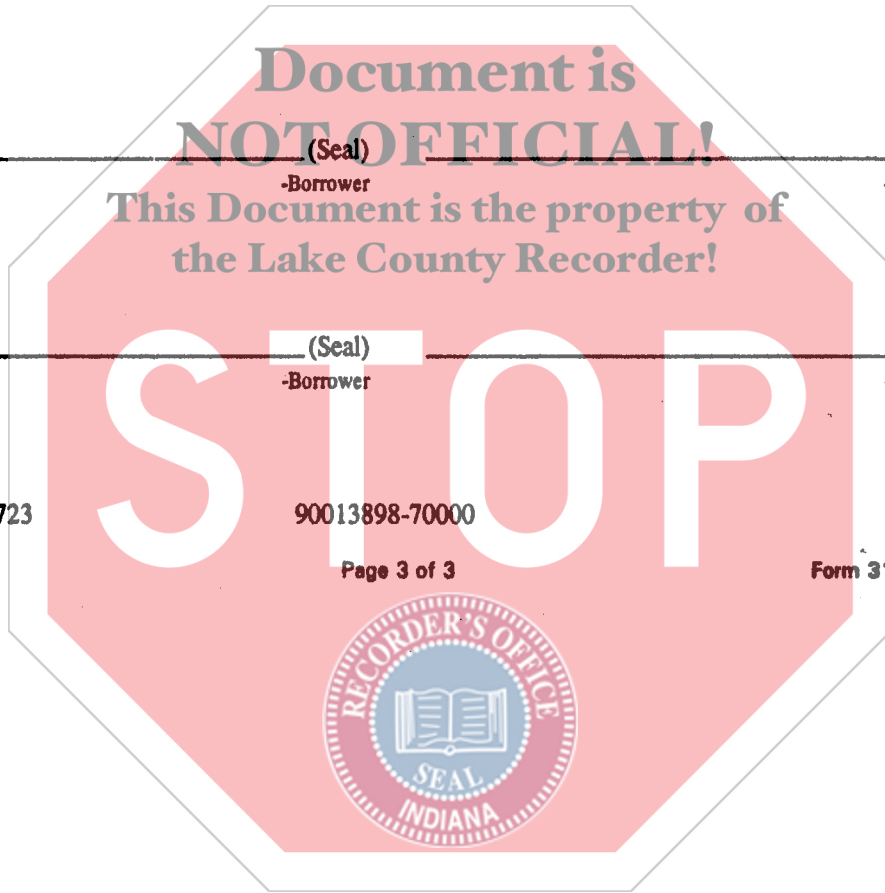 Document is
NOT OFFICIAL!
(Seal)
-Borrower
This Document is the property of
the Lake County Recorder!
(Seal)
-Borrower
STOP
723
90013898-70000
Page 3 of 3
Form 31
RECORDER'S OFFICE
SEAL
INDIANA